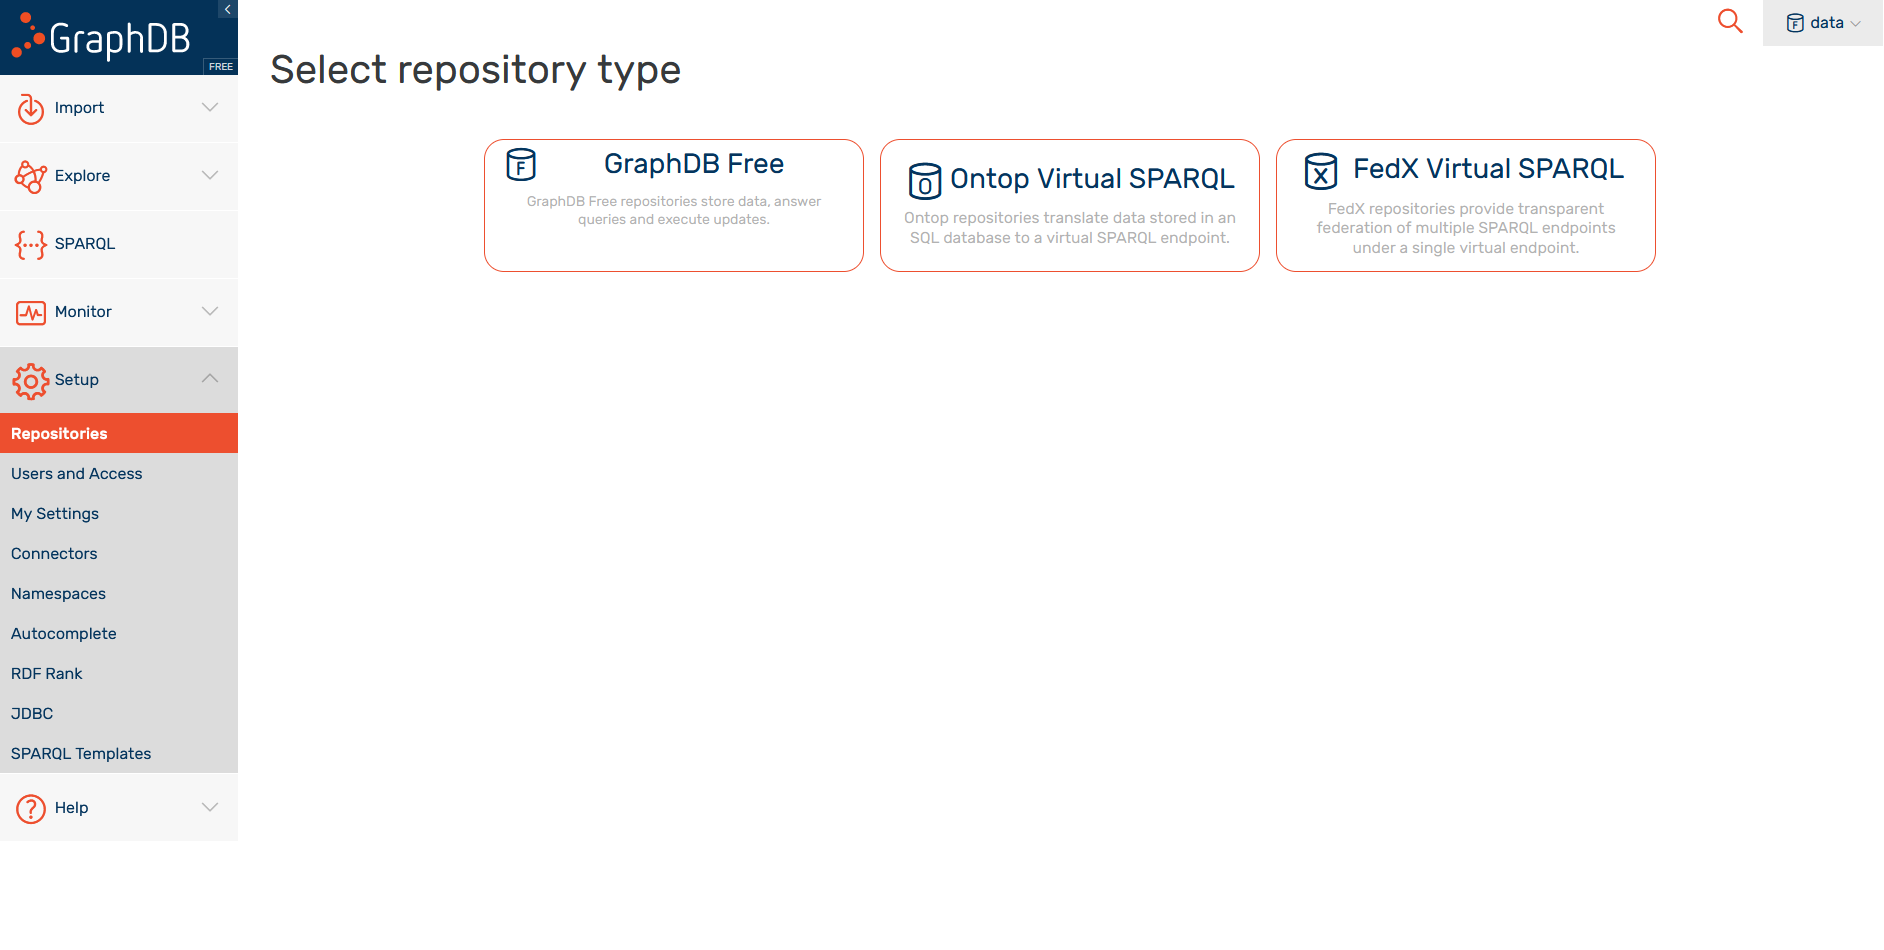 GraphDB
FREE
data
Select repository type
Import
Explore
SPARQL
Monitor
Setup
Repositories
Users and Access
My Settings
Connectors
Namespaces
Autocomplete
RDF Rank
JDBC
SPARQL Templates
Help
F
GraphDB Free
GraphDB Free repositories store data, answer
queries and execute updates.
O
Ontop Virtual SPARQL
Ontop repositories translate data stored in an
SQL database to a virtual SPARQL endpoint.
X
FedX Virtual SPARQL
FedX repositories provide transparent
federation of multiple SPARQL endpoints
under a single virtual endpoint.